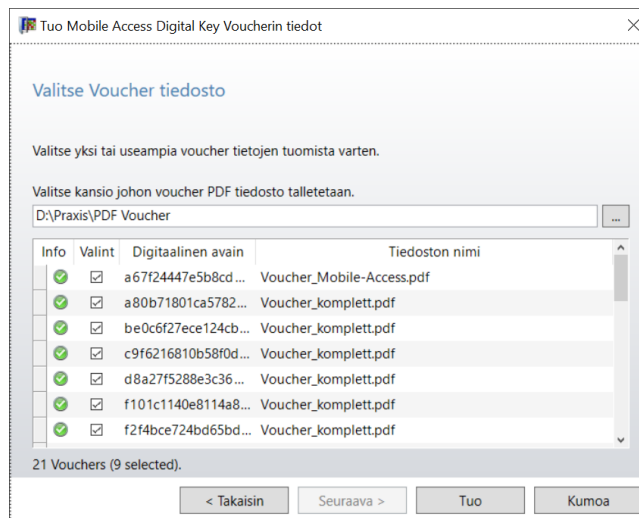 Tuo Mobile Access Digital Key Voucherin tiedot
Valitse Voucher tiedosto
Valitse yksi tai useampia voucher tietojen tuomista varten.
Valitse kansio johon voucher PDF tiedosto talletetaan.
D:\Praxis\PDF Voucher ...
Info Valint Digitaalinen avain Tiedoston nimi
a67f24447e5b8cd... Voucher_Mobile-Access.pdf
a80b71801ca5782... Voucher_komplett.pdf
be0c6f27ece124cb... Voucher_komplett.pdf
c9f6216810b58f0d... Voucher_komplett.pdf
d8a27f5288e3c36... Voucher_komplett.pdf
f101c1140e8114a8... Voucher_komplett.pdf
f2f4bce724bd65bd... Voucher_komplett.pdf
21 Vouchers (9 selected).
< Takaisin Seuraava > Tuo Kumoa